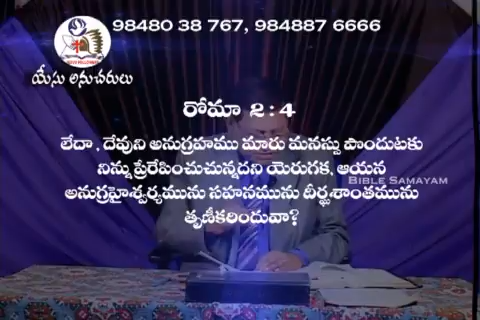 98480 38 767, 984887 6666
యేసు అనుచరులు
రోమా 2:4
లేదా, దేవుని అనుగ్రహము మారు మనస్సు పొందుటకు
నిన్ను ప్రేరేపించుచున్నదని యెరుగక, ఆయన
BIBLE SAMAYAM
అనుగ్రహైశ్వర్యమును సహనమును దీర్ఘశాంతమును
తృణీకరిందువా?